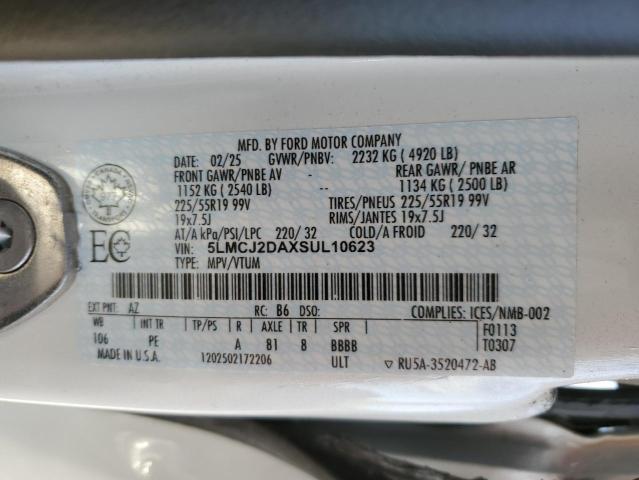 MFD. BY FORD MOTOR COMPANY
DATE: 02/25 GVWR/PNBV: 2232 KG ( 4920 LB)
FRONT GAWR/PNBE AV -- REAR GAWR/ PNBE AR
1152 KG ( 2540 LB) -- 1134 KG ( 2500 LB)
225/55R19 99V TIRES/PNEUS 225/55R19 99V
19x7.5J RIMS/JANTES 19x7.5J
AT/A kPa/PSI/LPC 220/ 32 COLD/A FROID 220/ 32
EC
VIN: 5LMCJ2DAXSUL10623
TYPE: MPV/VTUM
EXT PNT: AZ RC: B6 DSO: COMPLIES: ICES/NMB-002
WB INT TR TP/PS R AXLE TR SPR F0113
106 PE A 81 8 BBBB T0307
MADE IN U.S.A. 1202502172206 ULT ▽ RU5A-3520472-AB